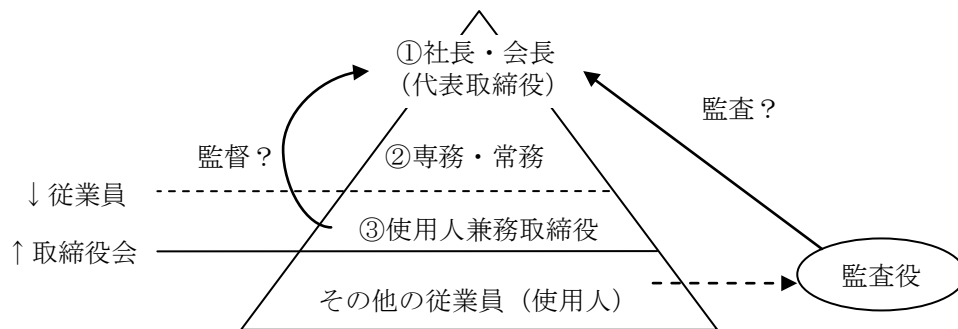 ①社長・会長
（代表取締役）
監査？
監督？
②専務・常務
↓従業員
③使用人兼務取締役
↑取締役会
監査役
その他の従業員（使用人）